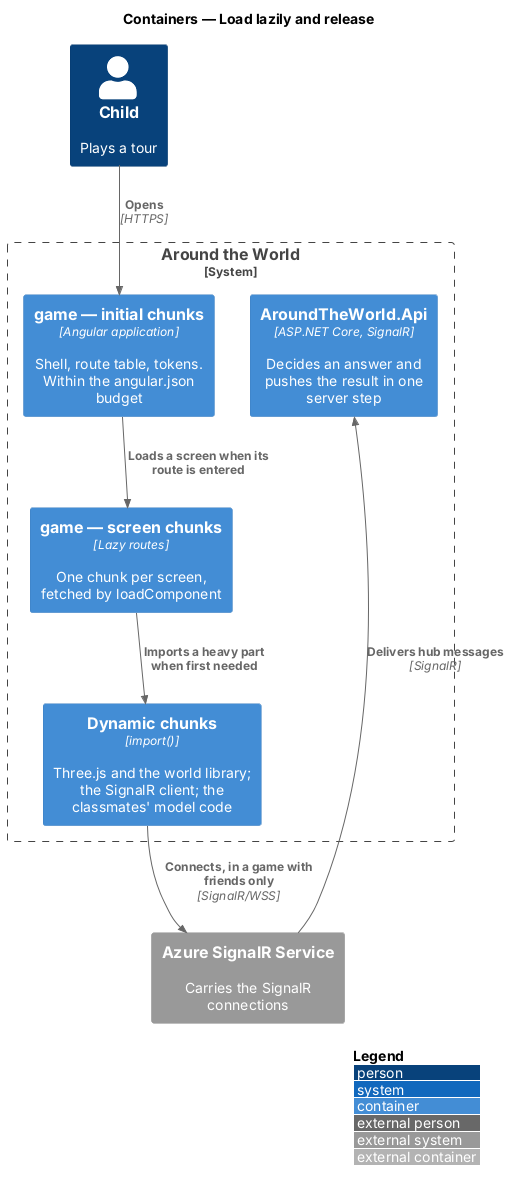 Containers — Load lazily and release
Child
Plays a tour
Opens
[HTTPS]
Around the World
[System]
game — initial chunks
[Angular application]
Shell, route table, tokens.
Within the angular.json
budget
AroundTheWorld.Api
[ASP.NET Core, SignalR]
Decides an answer and
pushes the result in one
server step
Loads a screen when its
route is entered
game — screen chunks
[Lazy routes]
One chunk per screen,
fetched by loadComponent
Imports a heavy part
when first needed
Delivers hub messages
[SignalR]
Dynamic chunks
[import()]
Three.js and the world library;
the SignalR client; the
classmates' model code
Connects, in a game with
friends only
[SignalR/WSS]
Azure SignalR Service
Carries the SignalR
connections
Legend
person
system
container
external person
external system
external container